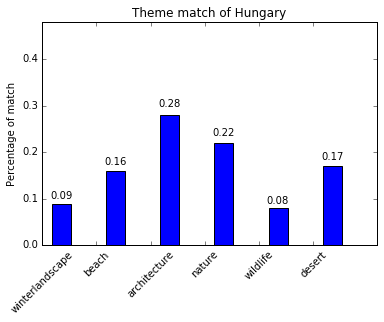 Theme match of Hungary
Percentage of match
0.4
0.3
0.2
0.1
0.0
0.09
0.16
0.28
0.22
0.08
0.17
winterlandscape
beach
architecture
nature
wildlife
desert